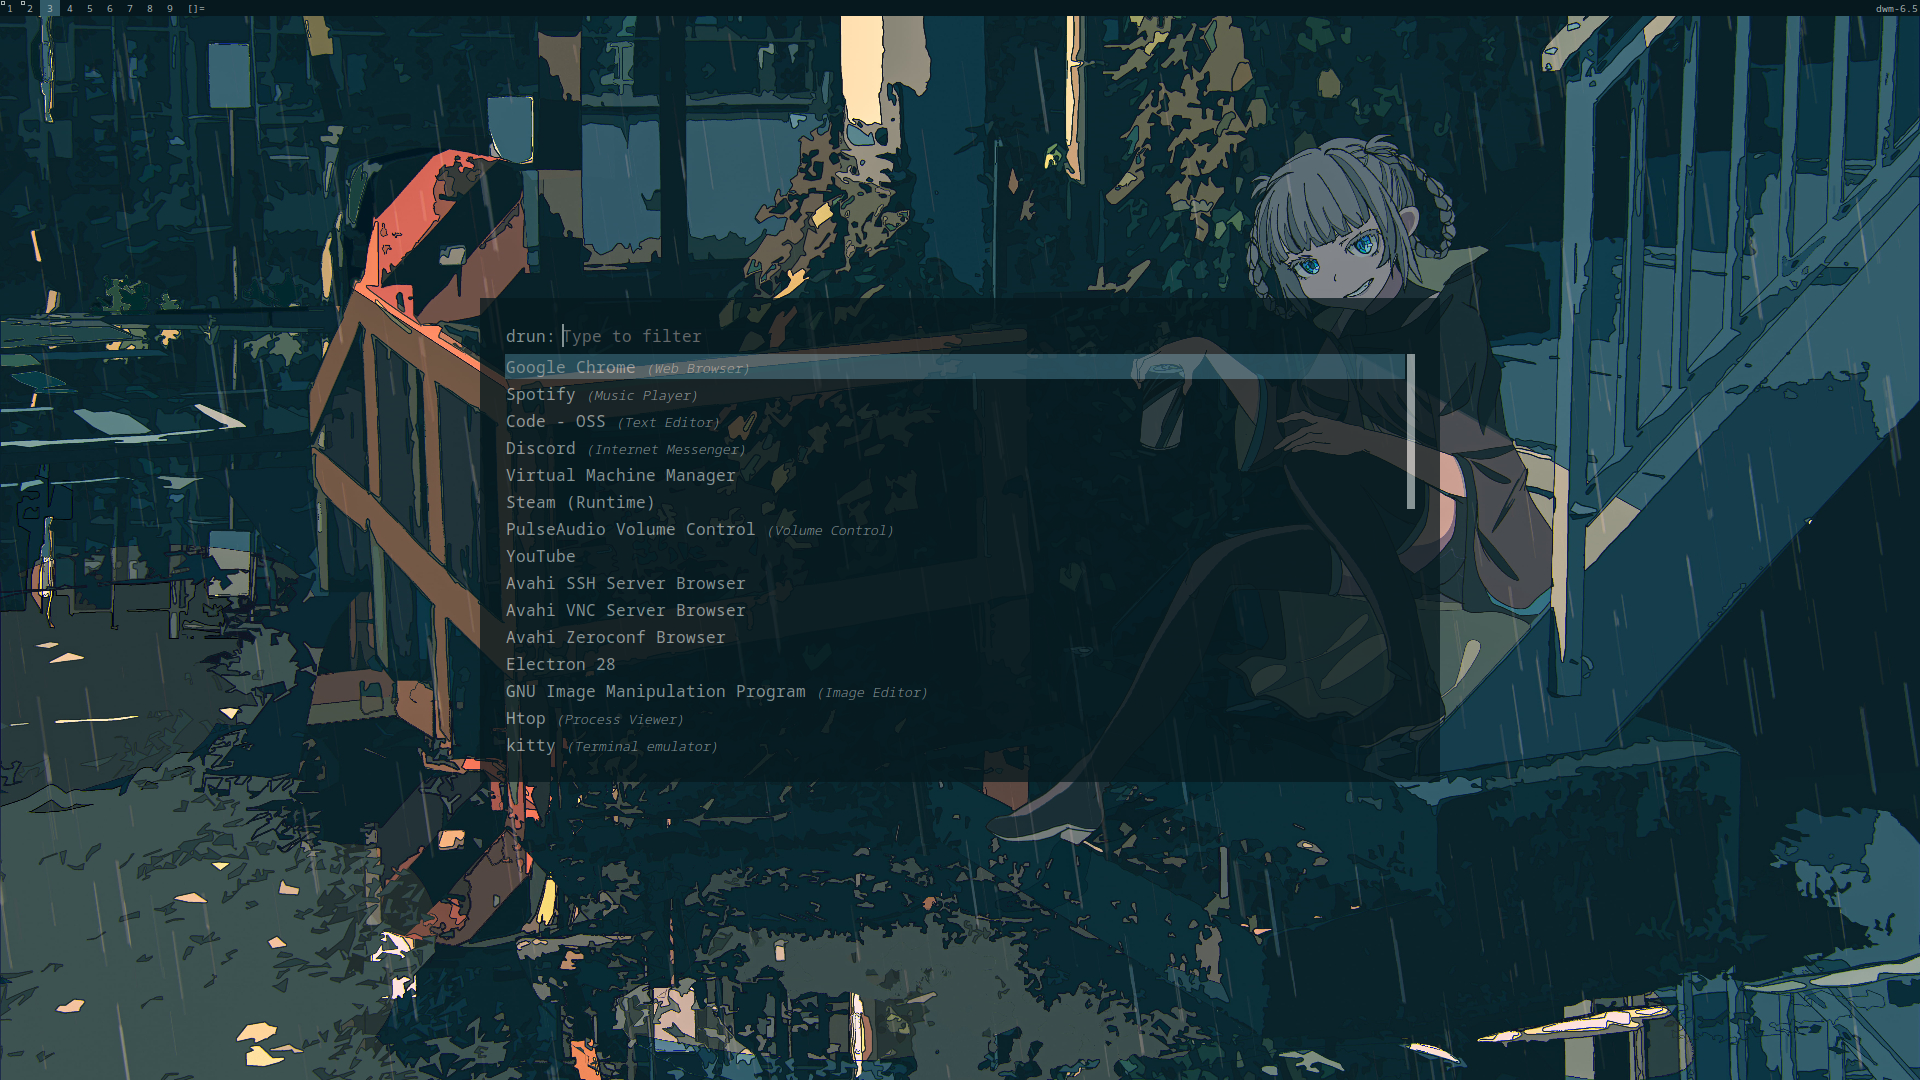 1 2 3 4 5 6 7 8 9 []= dwm-6.5
drun: Type to filter
Google Chrome (Web Browser)
Spotify (Music Player)
Code - OSS (Text Editor)
Discord (Internet Messenger)
Virtual Machine Manager
Steam (Runtime)
PulseAudio Volume Control (Volume Control)
YouTube
Avahi SSH Server Browser
Avahi VNC Server Browser
Avahi Zeroconf Browser
Electron 28
GNU Image Manipulation Program (Image Editor)
Htop (Process Viewer)
kitty (Terminal emulator)